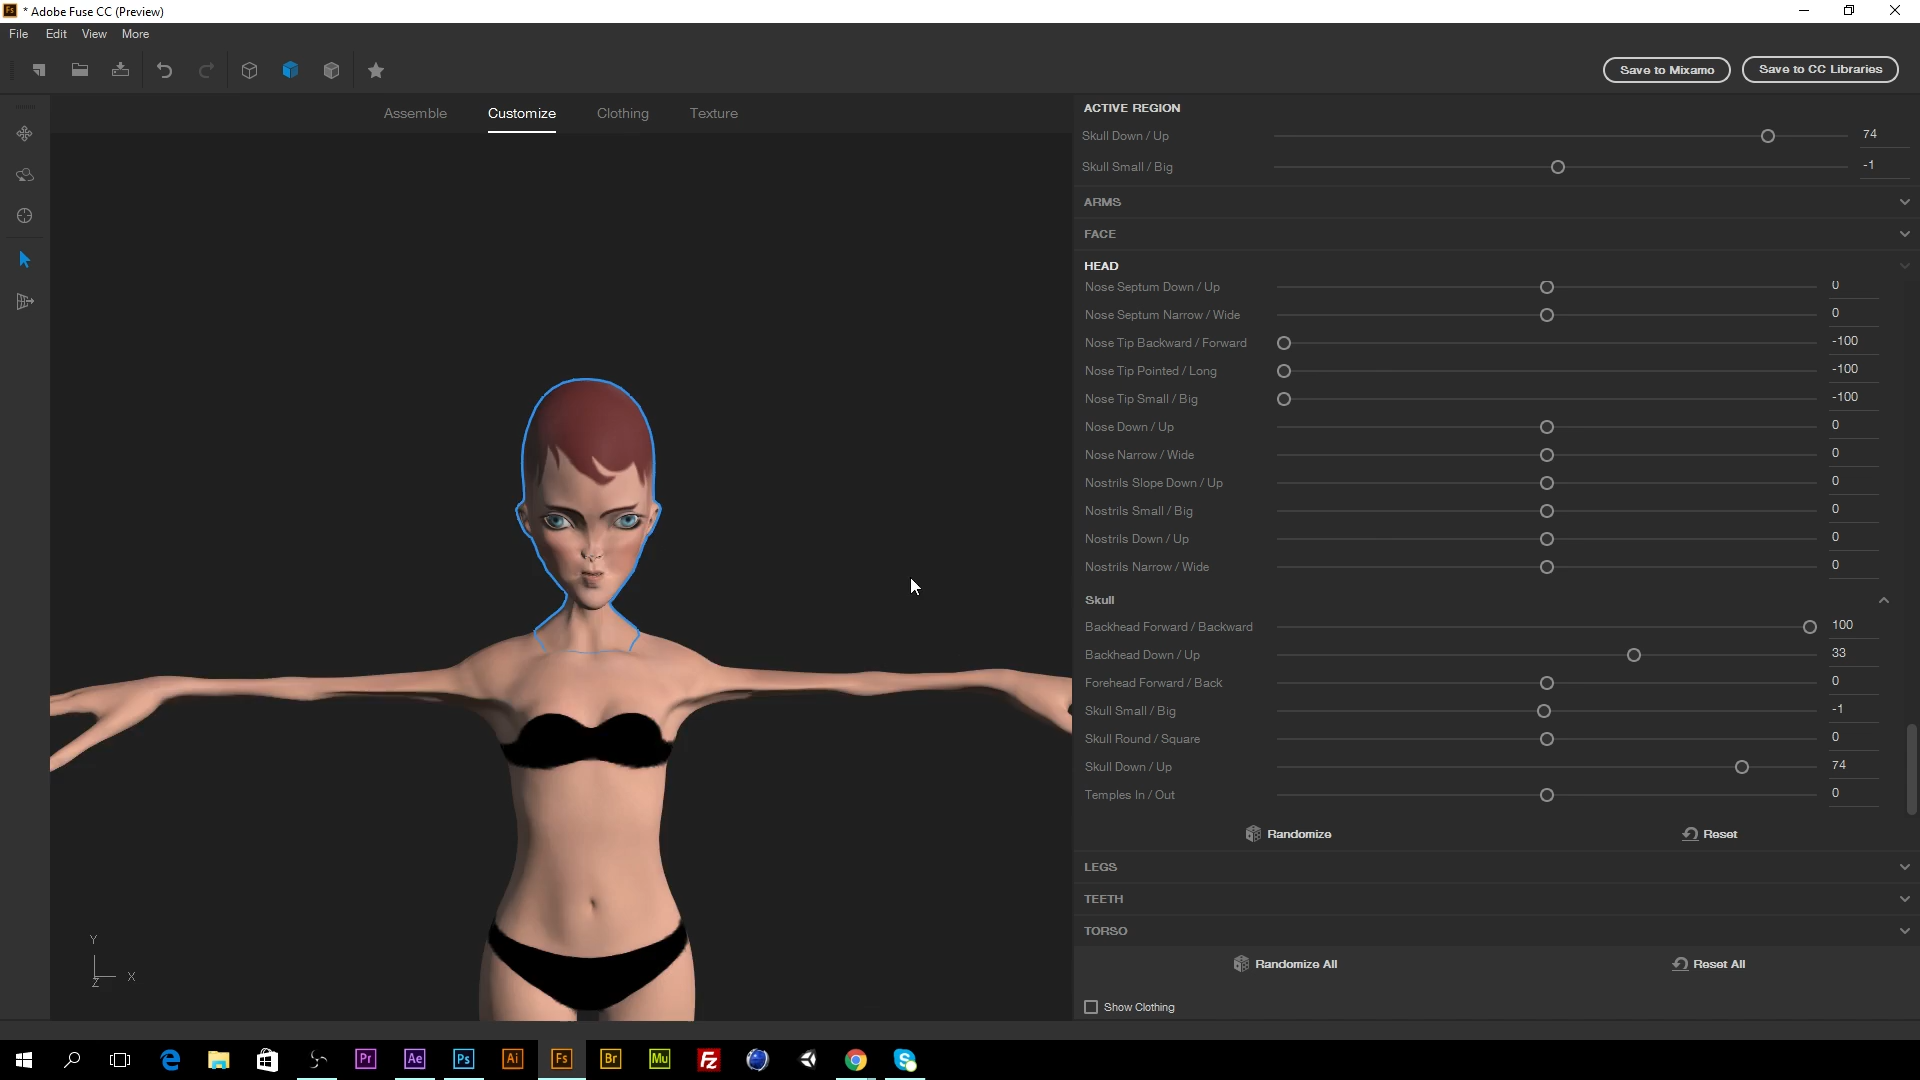 Fs * Adobe Fuse CC (Preview)
File Edit View More
Save to Mixamo Save to CC Libraries
Assemble Customize Clothing Texture
ACTIVE REGION
Skull Down / Up 74
Skull Small / Big -1
ARMS
FACE
HEAD
Nose Septum Down / Up 0
Nose Septum Narrow / Wide 0
Nose Tip Backward / Forward -100
Nose Tip Pointed / Long -100
Nose Tip Small / Big -100
Nose Down / Up 0
Nose Narrow / Wide 0
Nostrils Slope Down / Up 0
Nostrils Small / Big 0
Nostrils Down / Up 0
Nostrils Narrow / Wide 0
Skull
Backhead Forward / Backward 100
Backhead Down / Up 33
Forehead Forward / Back 0
Skull Small / Big -1
Skull Round / Square 0
Skull Down / Up 74
Temples In / Out 0
Randomize Reset
LEGS
TEETH
TORSO
Randomize All Reset All
Show Clothing
Y
X
Z
Pr Ae Ps Ai Fs Br Mu Fz